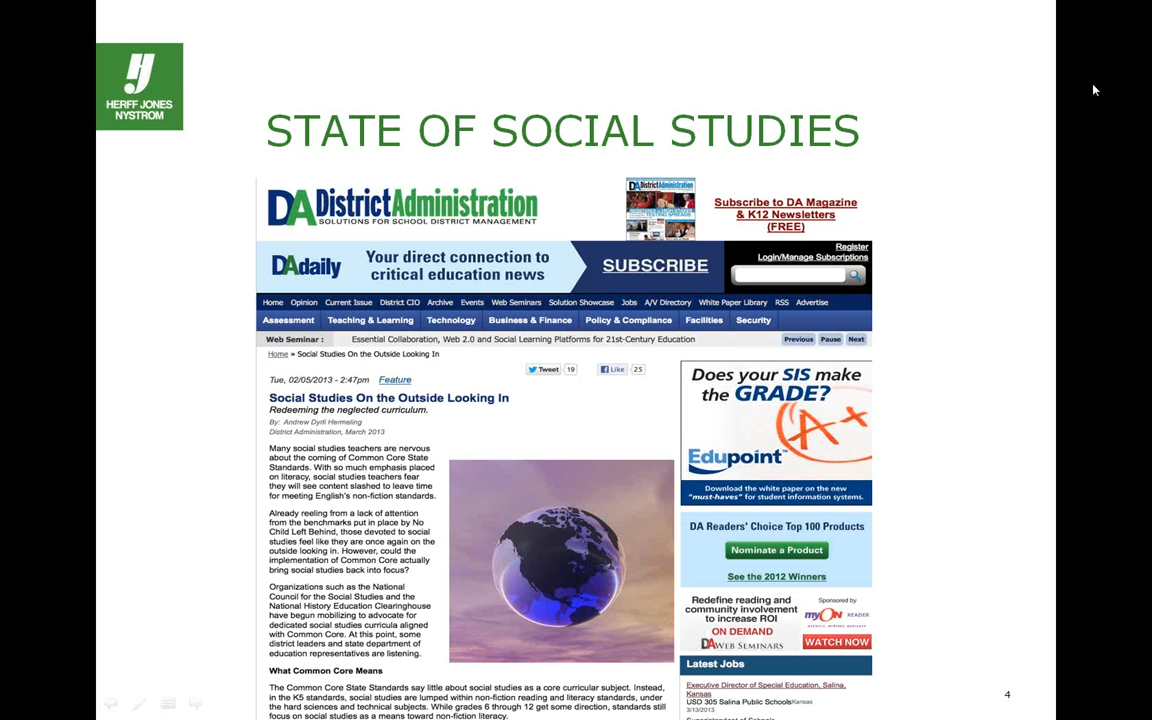 HERFF JONES
NYSTROM
STATE OF SOCIAL STUDIES
DA DistrictAdministration
SOLUTIONS FOR SCHOOL DISTRICT MANAGEMENT
DistrictAdministration
Subscribe to DA Magazine
& K12 Newsletters
(FREE)
DAdaily
Your direct connection to
critical education news
SUBSCRIBE
Register
Login/Manage Subscriptions
Home Opinion Current Issue District CIO Archive Events Web Seminars Solution Showcase Jobs A/V Directory White Paper Library RSS Advertise
Assessment Teaching & Learning Technology Business & Finance Policy & Compliance Facilities Security
Web Seminar : Essential Collaboration, Web 2.0 and Social Learning Platforms for 21st-Century Education Previous Pause Next
Home » Social Studies On the Outside Looking In
Tweet 19 Like 25
Tue, 02/05/2013 - 2:47pm Feature
Social Studies On the Outside Looking In
Redeeming the neglected curriculum.
By: Andrew Dyrli Hermeling
District Administration, March 2013
Many social studies teachers are nervous
about the coming of Common Core State
Standards. With so much emphasis placed
on literacy, social studies teachers fear
they will see content slashed to leave time
for meeting English's non-fiction standards.
Already reeling from a lack of attention
from the benchmarks put in place by No
Child Left Behind, those devoted to social
studies feel like they are once again on the
outside looking in. However, could the
implementation of Common Core actually
bring social studies back into focus?
Organizations such as the National
Council for the Social Studies and the
National History Education Clearinghouse
have begun mobilizing to advocate for
dedicated social studies curricula aligned
with Common Core. At this point, some
district leaders and state department of
education representatives are listening.
What Common Core Means
The Common Core State Standards say little about social studies as a core curricular subject. Instead,
in the K5 standards, social studies are lumped within non-fiction reading and literacy standards, under
the hard sciences and technical subjects. While grades 6 through 12 get some direction, standards still
focus on social studies as a means toward non-fiction literacy.
Does your SIS make
the GRADE?
A+
Edupoint™
Download the white paper on the new
"must-haves" for student information systems.
DA Readers' Choice Top 100 Products
Nominate a Product
See the 2012 Winners
Redefine reading and
community involvement
to increase ROI
ON DEMAND
DA WEB SEMINARS
Sponsored by
myON READER
WATCH NOW
Latest Jobs
Executive Director of Special Education, Salina,
Kansas
USD 305 Salina Public Schools Kansas
3/13/2013
4